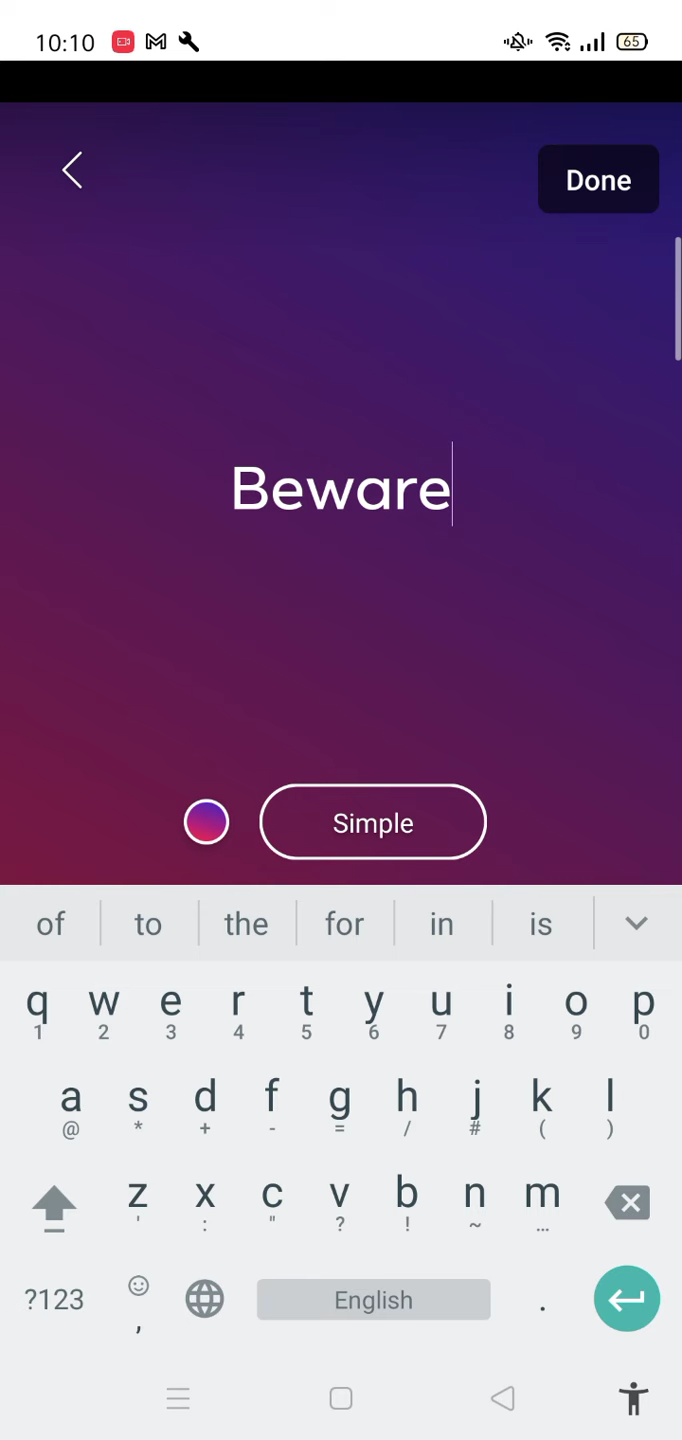 10:10 65
Done
Beware
Simple
of to the for in is
q w e r t y u i o p
1 2 3 4 5 6 7 8 9 0
a s d f g h j k l
@ * + - = / # ( )
z x c v b n m
' : " ? ! ~ …
?123 , English .